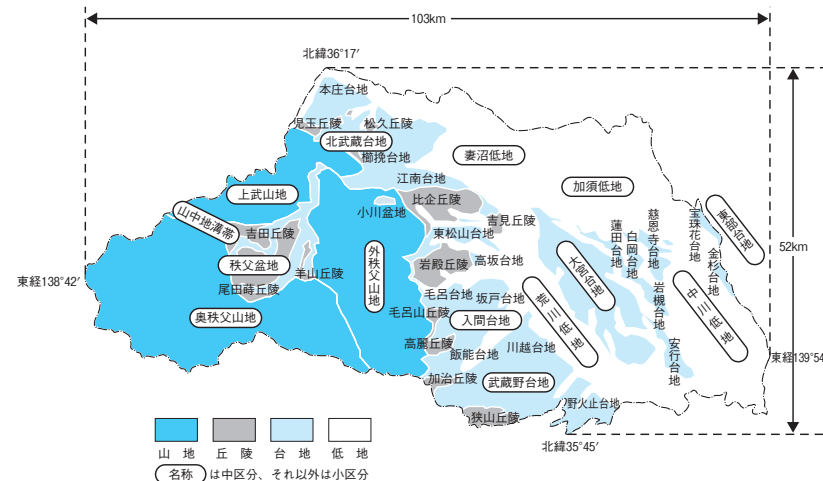 103km
北緯36°17′
本庄台地
児玉丘陵
松久丘陵
北武蔵台地
櫛挽台地
妻沼低地
江南台地
加須低地
上武山地
小川盆地
比企丘陵
山中地溝帯
吉田丘陵
吉見丘陵
東松山台地
慈恩寺台地
白岡台地
蓮田台地
宝珠花台地
東部台地
金杉台地
52km
外秩父山地
秩父盆地
羊山丘陵
岩殿丘陵
高坂台地
大宮台地
東経138°42′
尾田蒔丘陵
毛呂台地
坂戸台地
荒川低地
岩槻台地
中川低地
奥秩父山地
毛呂山丘陵
入間台地
高麗丘陵
飯能台地
川越台地
安行台地
東経139°54′
加治丘陵
武蔵野台地
野火止台地
狭山丘陵
北緯35°45′
山 地 丘 陵 台 地 低 地
名称 は中区分、それ以外は小区分